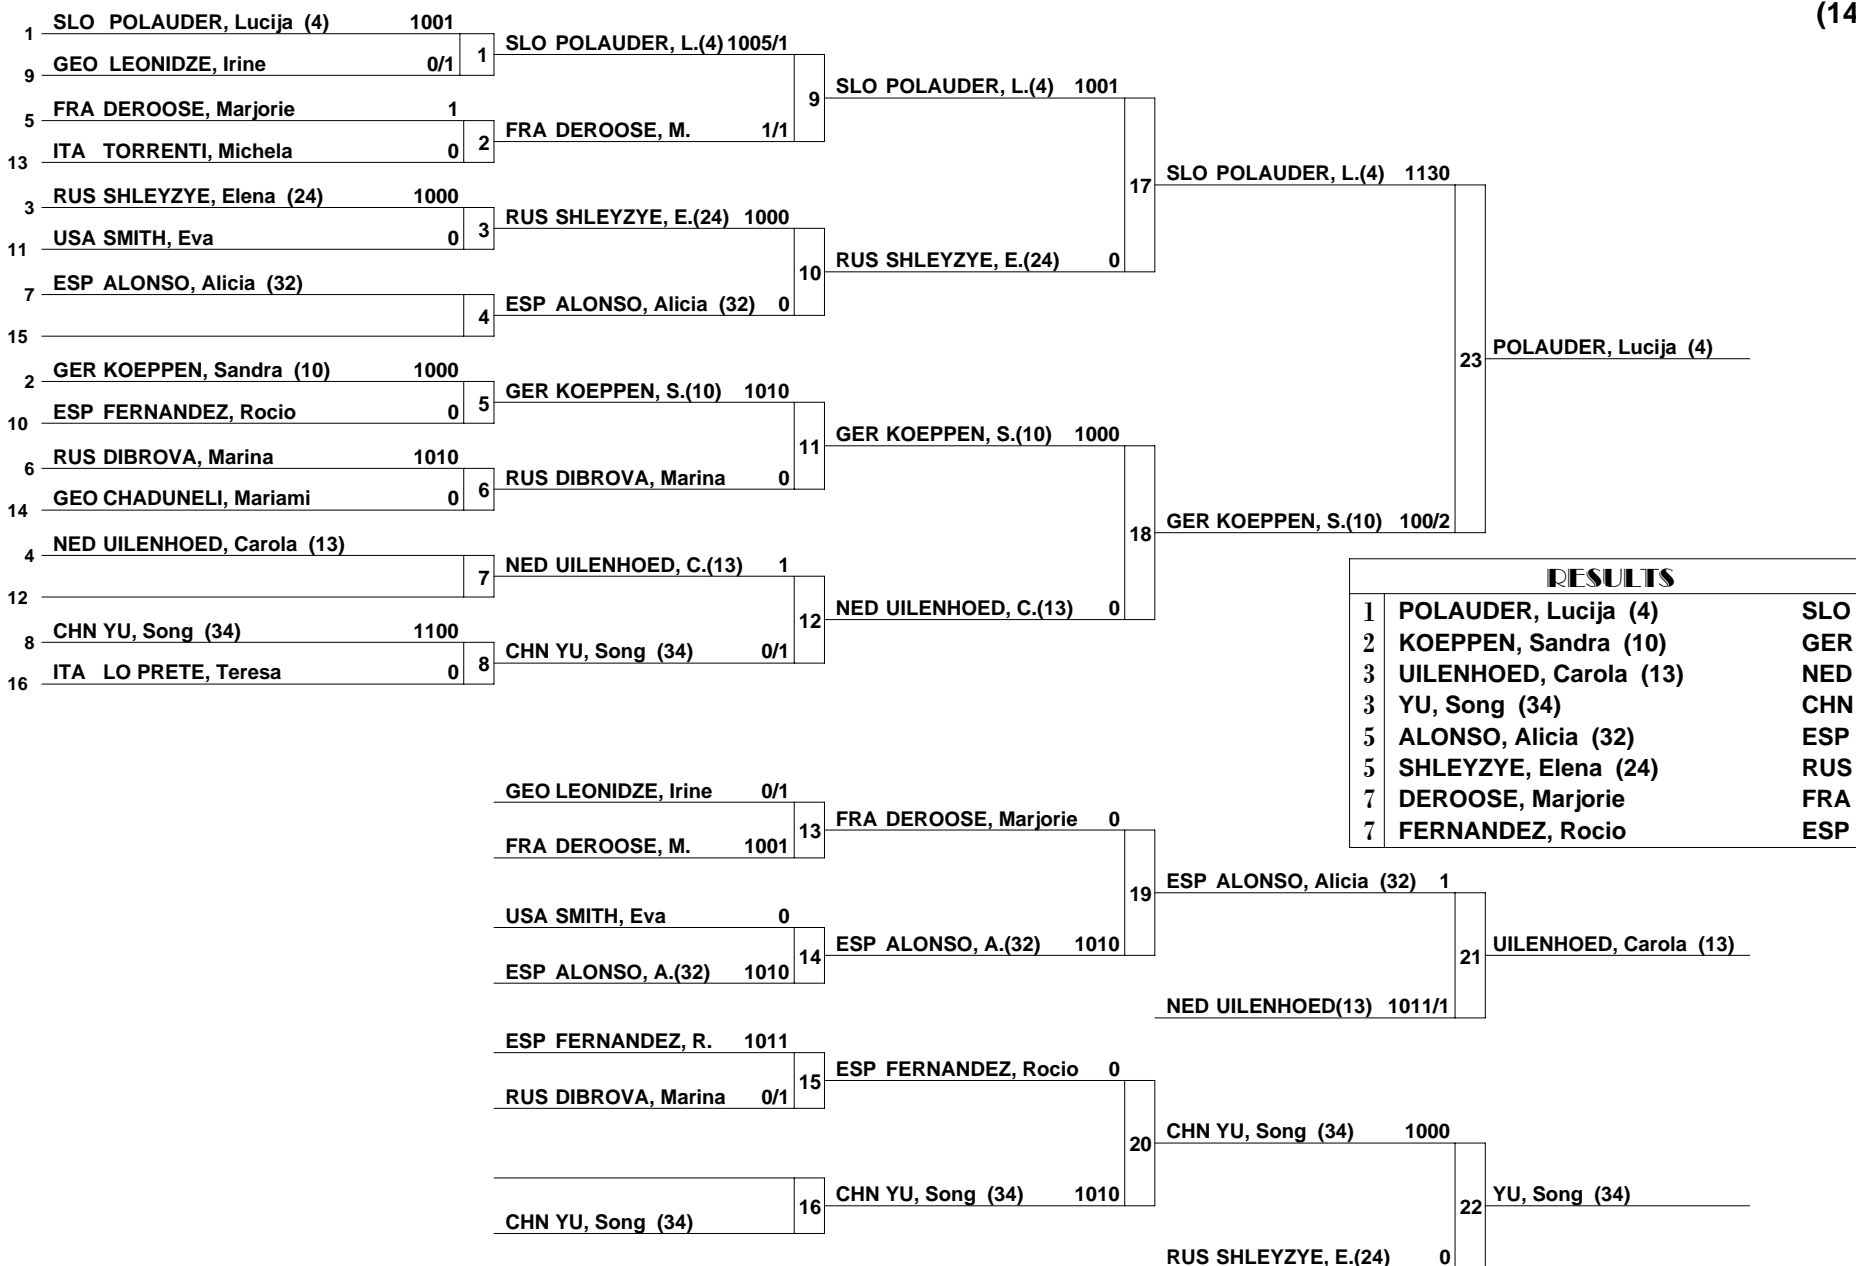 (14
1 SLO POLAUDER, Lucija (4) 1001
9 GEO LEONIDZE, Irine 0/1
1
5 FRA DEROOSE, Marjorie 1
13 ITA TORRENTI, Michela 0
2
3 RUS SHLEYZYE, Elena (24) 1000
11 USA SMITH, Eva 0
3
7 ESP ALONSO, Alicia (32)
15
4
2 GER KOEPPEN, Sandra (10) 1000
10 ESP FERNANDEZ, Rocio 0
5
6 RUS DIBROVA, Marina 1010
14 GEO CHADUNELI, Mariami 0
6
4 NED UILENHOED, Carola (13)
12
7
8 CHN YU, Song (34) 1100
16 ITA LO PRETE, Teresa 0
8
SLO POLAUDER, L.(4) 1005/1
FRA DEROOSE, M. 1/1
9
RUS SHLEYZYE, E.(24) 1000
ESP ALONSO, Alicia (32) 0
10
GER KOEPPEN, S.(10) 1010
RUS DIBROVA, Marina 0
11
NED UILENHOED, C.(13) 1
CHN YU, Song (34) 0/1
12
SLO POLAUDER, L.(4) 1001
RUS SHLEYZYE, E.(24) 0
17
GER KOEPPEN, S.(10) 1000
NED UILENHOED, C.(13) 0
18
SLO POLAUDER, L.(4) 1130
GER KOEPPEN, S.(10) 100/2
23
POLAUDER, Lucija (4)
RESULTS
1 POLAUDER, Lucija (4) SLO
2 KOEPPEN, Sandra (10) GER
3 UILENHOED, Carola (13) NED
3 YU, Song (34) CHN
5 ALONSO, Alicia (32) ESP
5 SHLEYZYE, Elena (24) RUS
7 DEROOSE, Marjorie FRA
7 FERNANDEZ, Rocio ESP
GEO LEONIDZE, Irine 0/1
FRA DEROOSE, M. 1001
13
USA SMITH, Eva 0
ESP ALONSO, A.(32) 1010
14
ESP FERNANDEZ, R. 1011
RUS DIBROVA, Marina 0/1
15
CHN YU, Song (34)
16
FRA DEROOSE, Marjorie 0
ESP ALONSO, A.(32) 1010
19
ESP FERNANDEZ, Rocio 0
CHN YU, Song (34) 1010
20
ESP ALONSO, Alicia (32) 1
NED UILENHOED(13) 1011/1
21
UILENHOED, Carola (13)
CHN YU, Song (34) 1000
RUS SHLEYZYE, E.(24) 0
22
YU, Song (34)